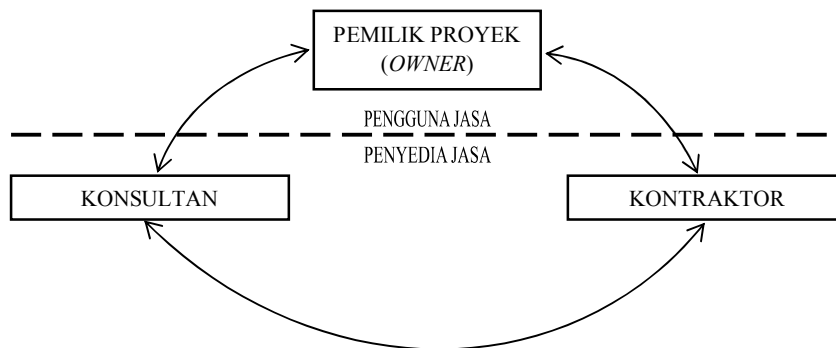 PEMILIK PROYEK
(OWNER)
PENGGUNA JASA
PENYEDIA JASA
KONSULTAN
KONTRAKTOR